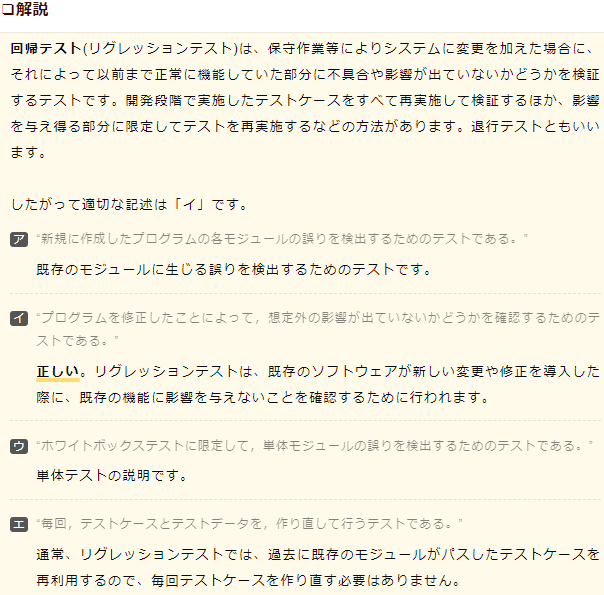 ❏解説
回帰テスト(リグレッションテスト)は、保守作業等によりシステムに変更を加えた場合に、
それによって以前まで正常に機能していた部分に不具合や影響が出ていないかどうかを検証
するテストです。開発段階で実施したテストケースをすべて再実施して検証するほか、影響
を与え得る部分に限定してテストを再実施するなどの方法があります。退行テストともいい
ます。
したがって適切な記述は「イ」です。
ア “新規に作成したプログラムの各モジュールの誤りを検出するためのテストである。”
既存のモジュールに生じる誤りを検出するためのテストです。
イ “プログラムを修正したことによって，想定外の影響が出ていないかどうかを確認するためのテ
ストである。”
正しい。リグレッションテストは、既存のソフトウェアが新しい変更や修正を導入した
際に、既存の機能に影響を与えないことを確認するために行われます。
ウ “ホワイトボックステストに限定して，単体モジュールの誤りを検出するためのテストである。”
単体テストの説明です。
エ “毎回，テストケースとテストデータを，作り直して行うテストである。”
通常、リグレッションテストでは、過去に既存のモジュールがパスしたテストケースを
再利用するので、毎回テストケースを作り直す必要はありません。